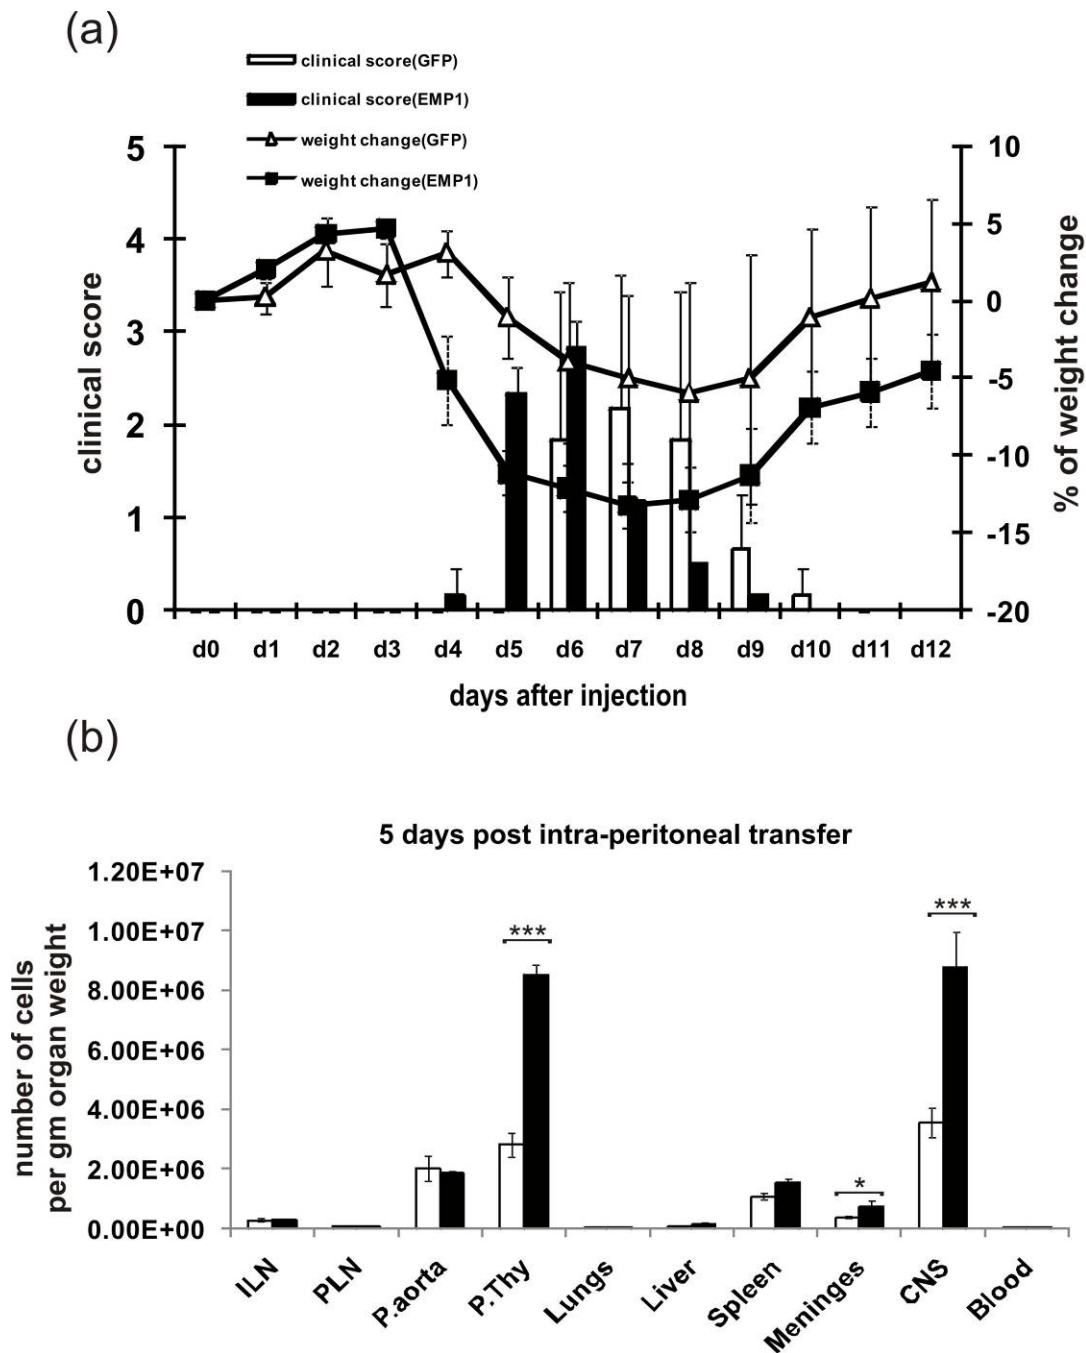 (a)
clinical score(GFP)
clinical score(EMP1)
weight change(GFP)
weight change(EMP1)
5
4
3
2
1
0
clinical score
10
5
0
-5
-10
-15
-20
% of weight change
d0 d1 d2 d3 d4 d5 d6 d7 d8 d9 d10 d11 d12
days after injection
(b)
5 days post intra-peritoneal transfer
1.20E+07
1.00E+07
8.00E+06
6.00E+06
4.00E+06
2.00E+06
0.00E+00
number of cells
per gm organ weight
***
*
***
ILN PLN P.aorta P.Thy Lungs Liver Spleen Meninges CNS Blood